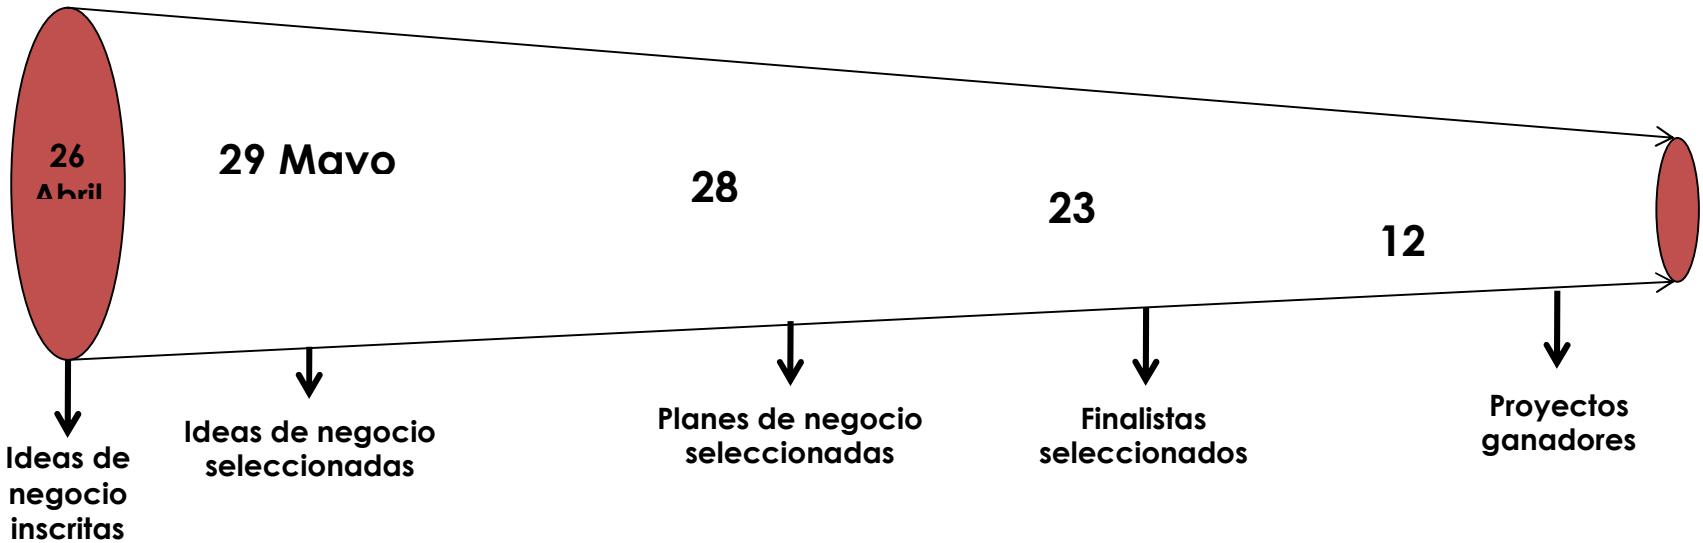 26
Abril
29 Mayo
28
23
12
Ideas de
negocio
inscritas
Ideas de negocio
seleccionadas
Planes de negocio
seleccionadas
Finalistas
seleccionados
Proyectos
ganadores